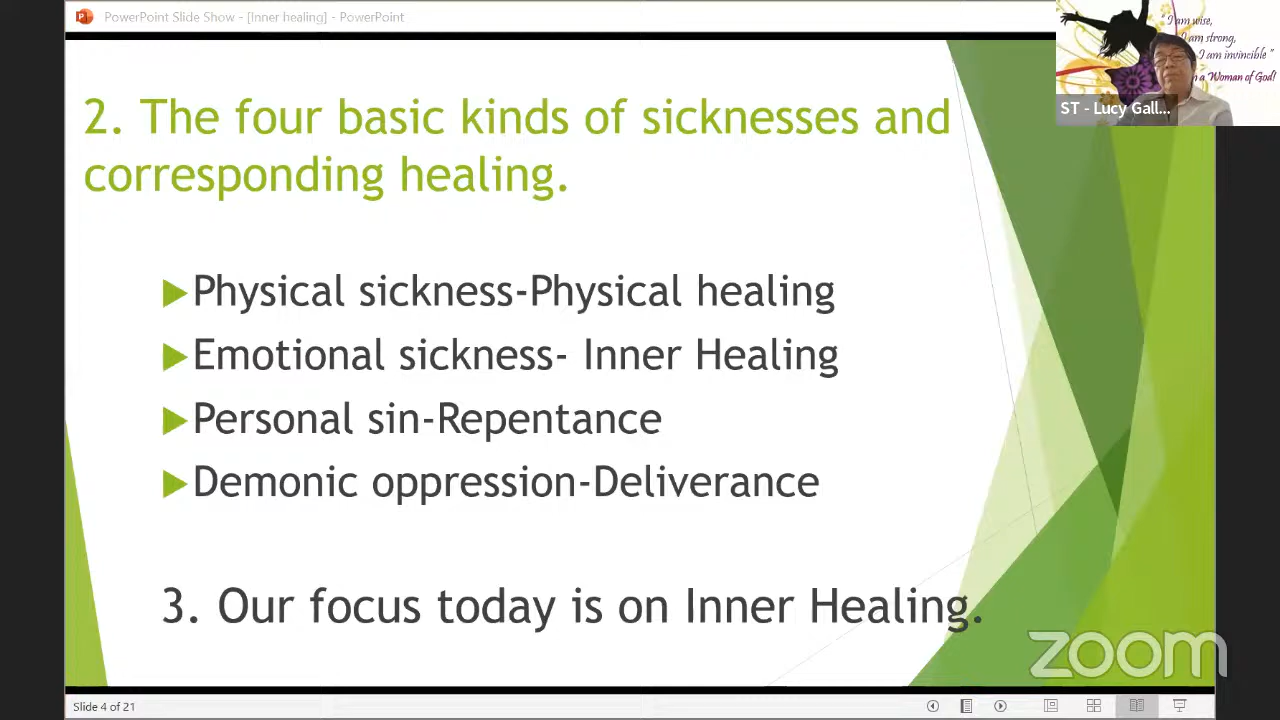 PowerPoint Slide Show - [Inner healing] - PowerPoint
"I am wise,
I am strong,
I am invincible"
a Woman of God!
ST - Lucy Gall...
2. The four basic kinds of sicknesses and
corresponding healing.
Physical sickness-Physical healing
Emotional sickness- Inner Healing
Personal sin-Repentance
Demonic oppression-Deliverance
3. Our focus today is on Inner Healing.
zoom
Slide 4 of 21